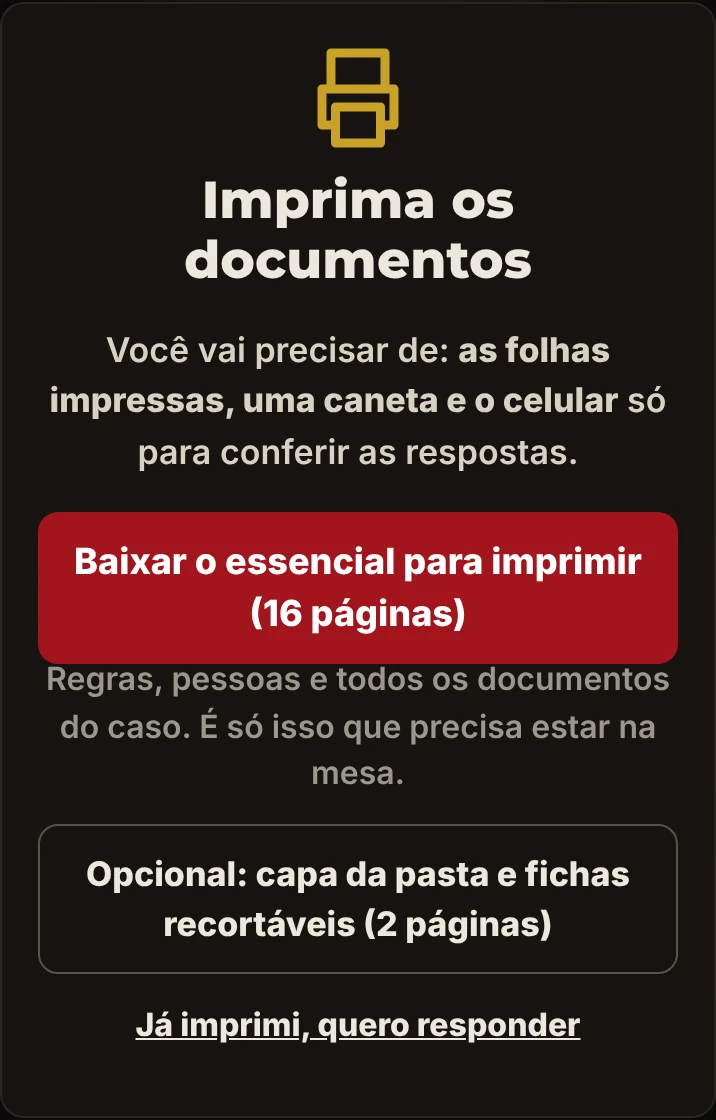 Imprima os
documentos
Você vai precisar de: as folhas
impressas, uma caneta e o celular só
para conferir as respostas.
Baixar o essencial para imprimir
(16 páginas)
Regras, pessoas e todos os documentos
do caso. É só isso que precisa estar na
mesa.
Opcional: capa da pasta e fichas
recortáveis (2 páginas)
Já imprimi, quero responder